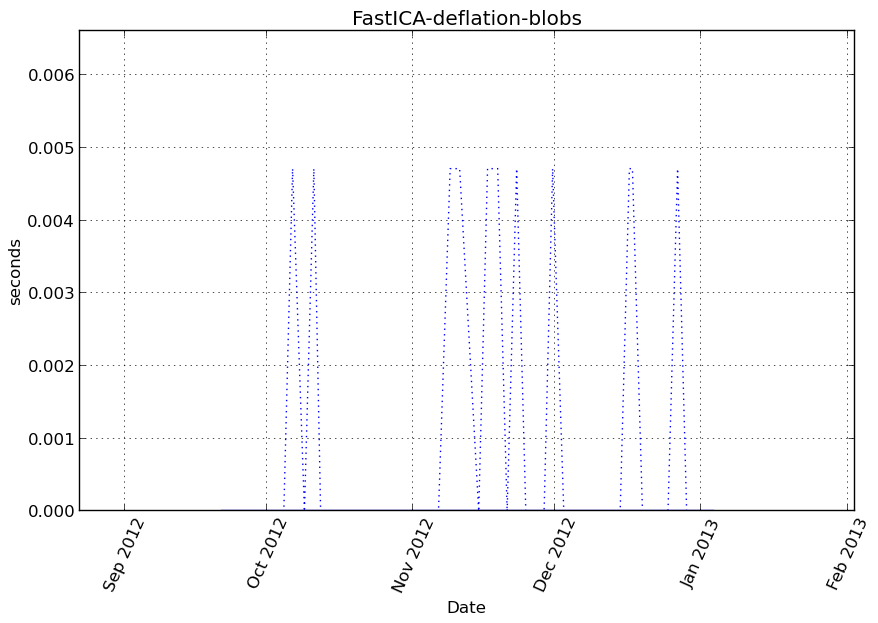 FastICA-deflation-blobs
0.006
0.005
0.004
0.003
0.002
0.001
0.000
seconds
Sep 2012
Oct 2012
Nov 2012
Dec 2012
Jan 2013
Feb 2013
Date